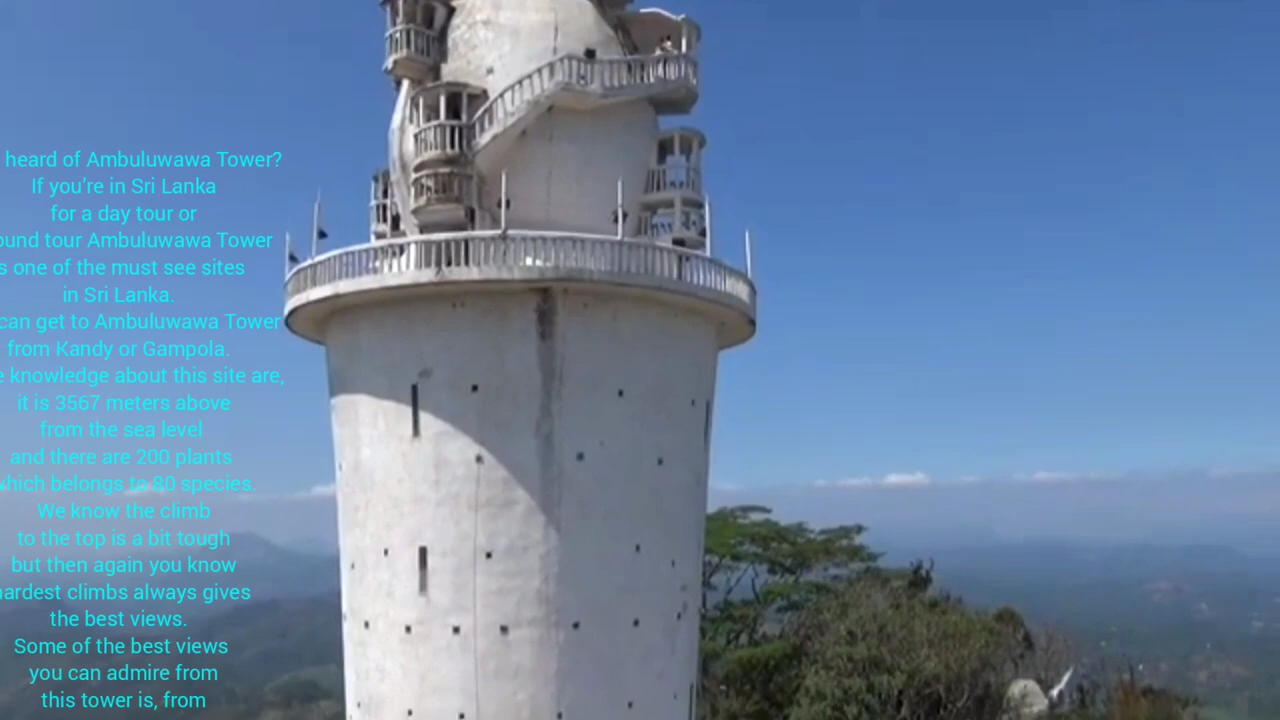 heard of Ambuluwawa Tower?
If you’re in Sri Lanka
for a day tour or
tour Ambuluwawa Tower
one of the must see sites
in Sri Lanka.
can get to Ambuluwawa Tower
from Kandy or Gampola.
knowledge about this site are,
it is 3567 meters above
from the sea level
and there are 200 plants
which belongs to 80 species.
We know the climb
to the top is a bit tough
but then again you know
hardest climbs always gives
the best views.
Some of the best views
you can admire from
this tower is, from